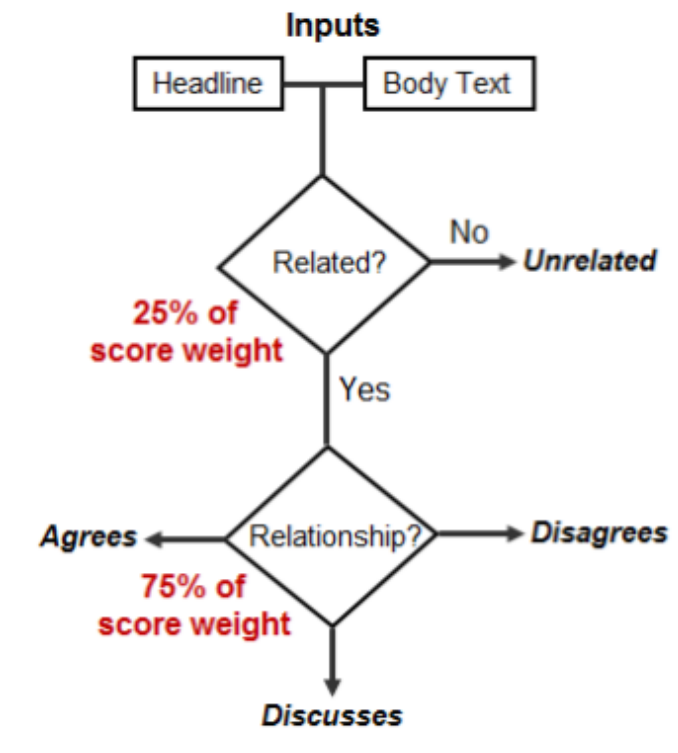 Inputs
Headline
Body Text
Related?
No
Unrelated
25% of
score weight
Yes
Agrees
Relationship?
Disagrees
75% of
score weight
Discusses